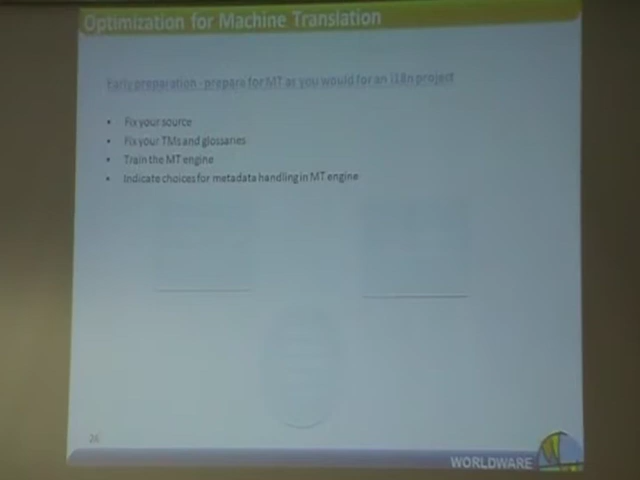 Optimization for Machine Translation
Early preparation - prepare for MT as you would for an i18n project
• Fix your source
• Fix your TMs and glossaries
• Train the MT engine
• Indicate choices for metadata handling in MT engine
26
WORLDWARE